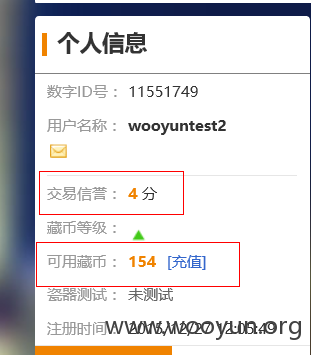 个人信息
数字ID号： 11551749
用户名称： wooyuntest2
交易信誉： 4 分
藏币等级：
可用藏币： 154 [充值]
瓷器测试： 未测试
注册时间： 2015/12/27 12:05:49
www.wooyun.org